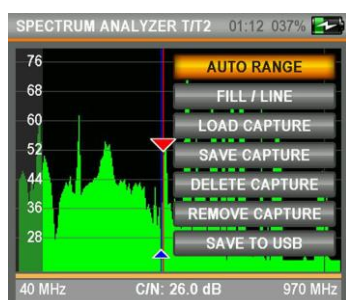 SPECTRUM ANALYZER T/T2 01:12 037%
76
68
60
52
44
36
28
AUTO RANGE
FILL / LINE
LOAD CAPTURE
SAVE CAPTURE
DELETE CAPTURE
REMOVE CAPTURE
SAVE TO USB
40 MHz C/N: 26.0 dB 970 MHz